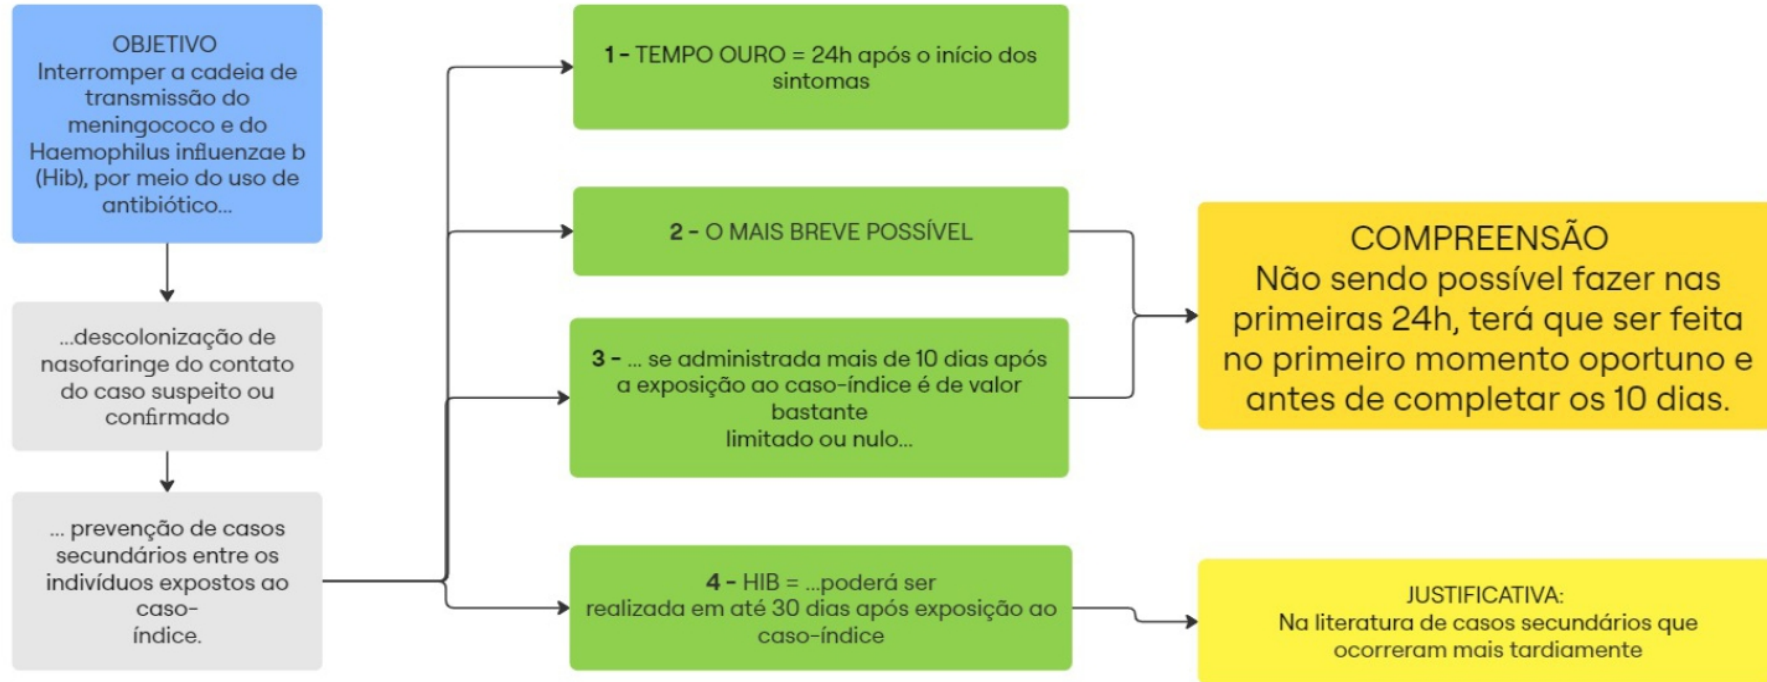 OBJETIVO
Interromper a cadeia de
transmissão do
meningococo e do
Haemophilus influenzae b
(Hib), por meio do uso de
antibiótico...
...descolonização de
nasofaringe do contato
do caso suspeito ou
confirmado
... prevenção de casos
secundários entre os
indivíduos expostos ao
caso-
índice.
1 - TEMPO OURO = 24h após o início dos
sintomas
2 - O MAIS BREVE POSSÍVEL
3 - ... se administrada mais de 10 dias após
a exposição ao caso-índice é de valor
bastante
limitado ou nulo...
4 - HIB = ...poderá ser
realizada em até 30 dias após exposição ao
caso-índice
COMPREENSÃO
Não sendo possível fazer nas
primeiras 24h, terá que ser feita
no primeiro momento oportuno e
antes de completar os 10 dias.
JUSTIFICATIVA:
Na literatura de casos secundários que
ocorreram mais tardiamente